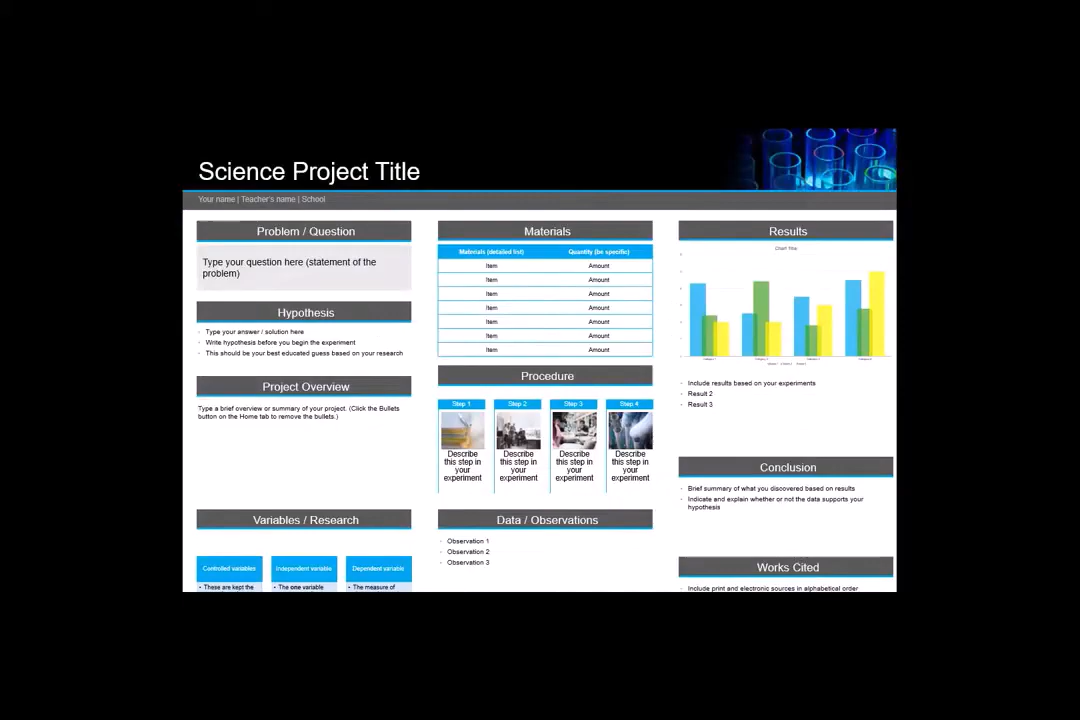 Science Project Title
Your name | Teacher's name | School
Problem / Question
Type your question here (statement of the
problem)
Hypothesis
· Type your answer / solution here
· Write hypothesis before you begin the experiment
· This should be your best educated guess based on your research
Project Overview
Type a brief overview or summary of your project. (Click the Bullets
button on the Home tab to remove the bullets.)
Variables / Research
Controlled variables
• These are kept the
Independent variable
• The one variable
Dependent variable
• The measure of
Materials
Materials (detailed list) Quantity (be specific)
Item Amount
Item Amount
Item Amount
Item Amount
Item Amount
Item Amount
Item Amount
Procedure
Step 1
Describe
this step in
your
experiment
Step 2
Describe
this step in
your
experiment
Step 3
Describe
this step in
your
experiment
Step 4
Describe
this step in
your
experiment
Data / Observations
· Observation 1
· Observation 2
· Observation 3
Results
Chart Title
· Include results based on your experiments
· Result 2
· Result 3
Conclusion
· Brief summary of what you discovered based on results
· Indicate and explain whether or not the data supports your
hypothesis
Works Cited
· Include print and electronic sources in alphabetical order